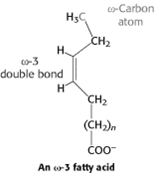 ω-Carbon
atom
H₃C
CH₂
ω-3
double bond
H
H
CH₂
(CH₂)ₙ
COO⁻
An ω-3 fatty acid